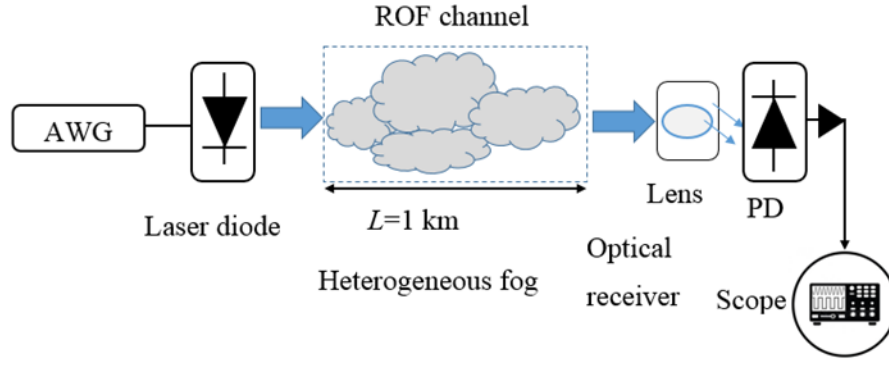 ROF channel
AWG
Laser diode
L=1 km
Heterogeneous fog
Lens
PD
Optical
receiver
Scope